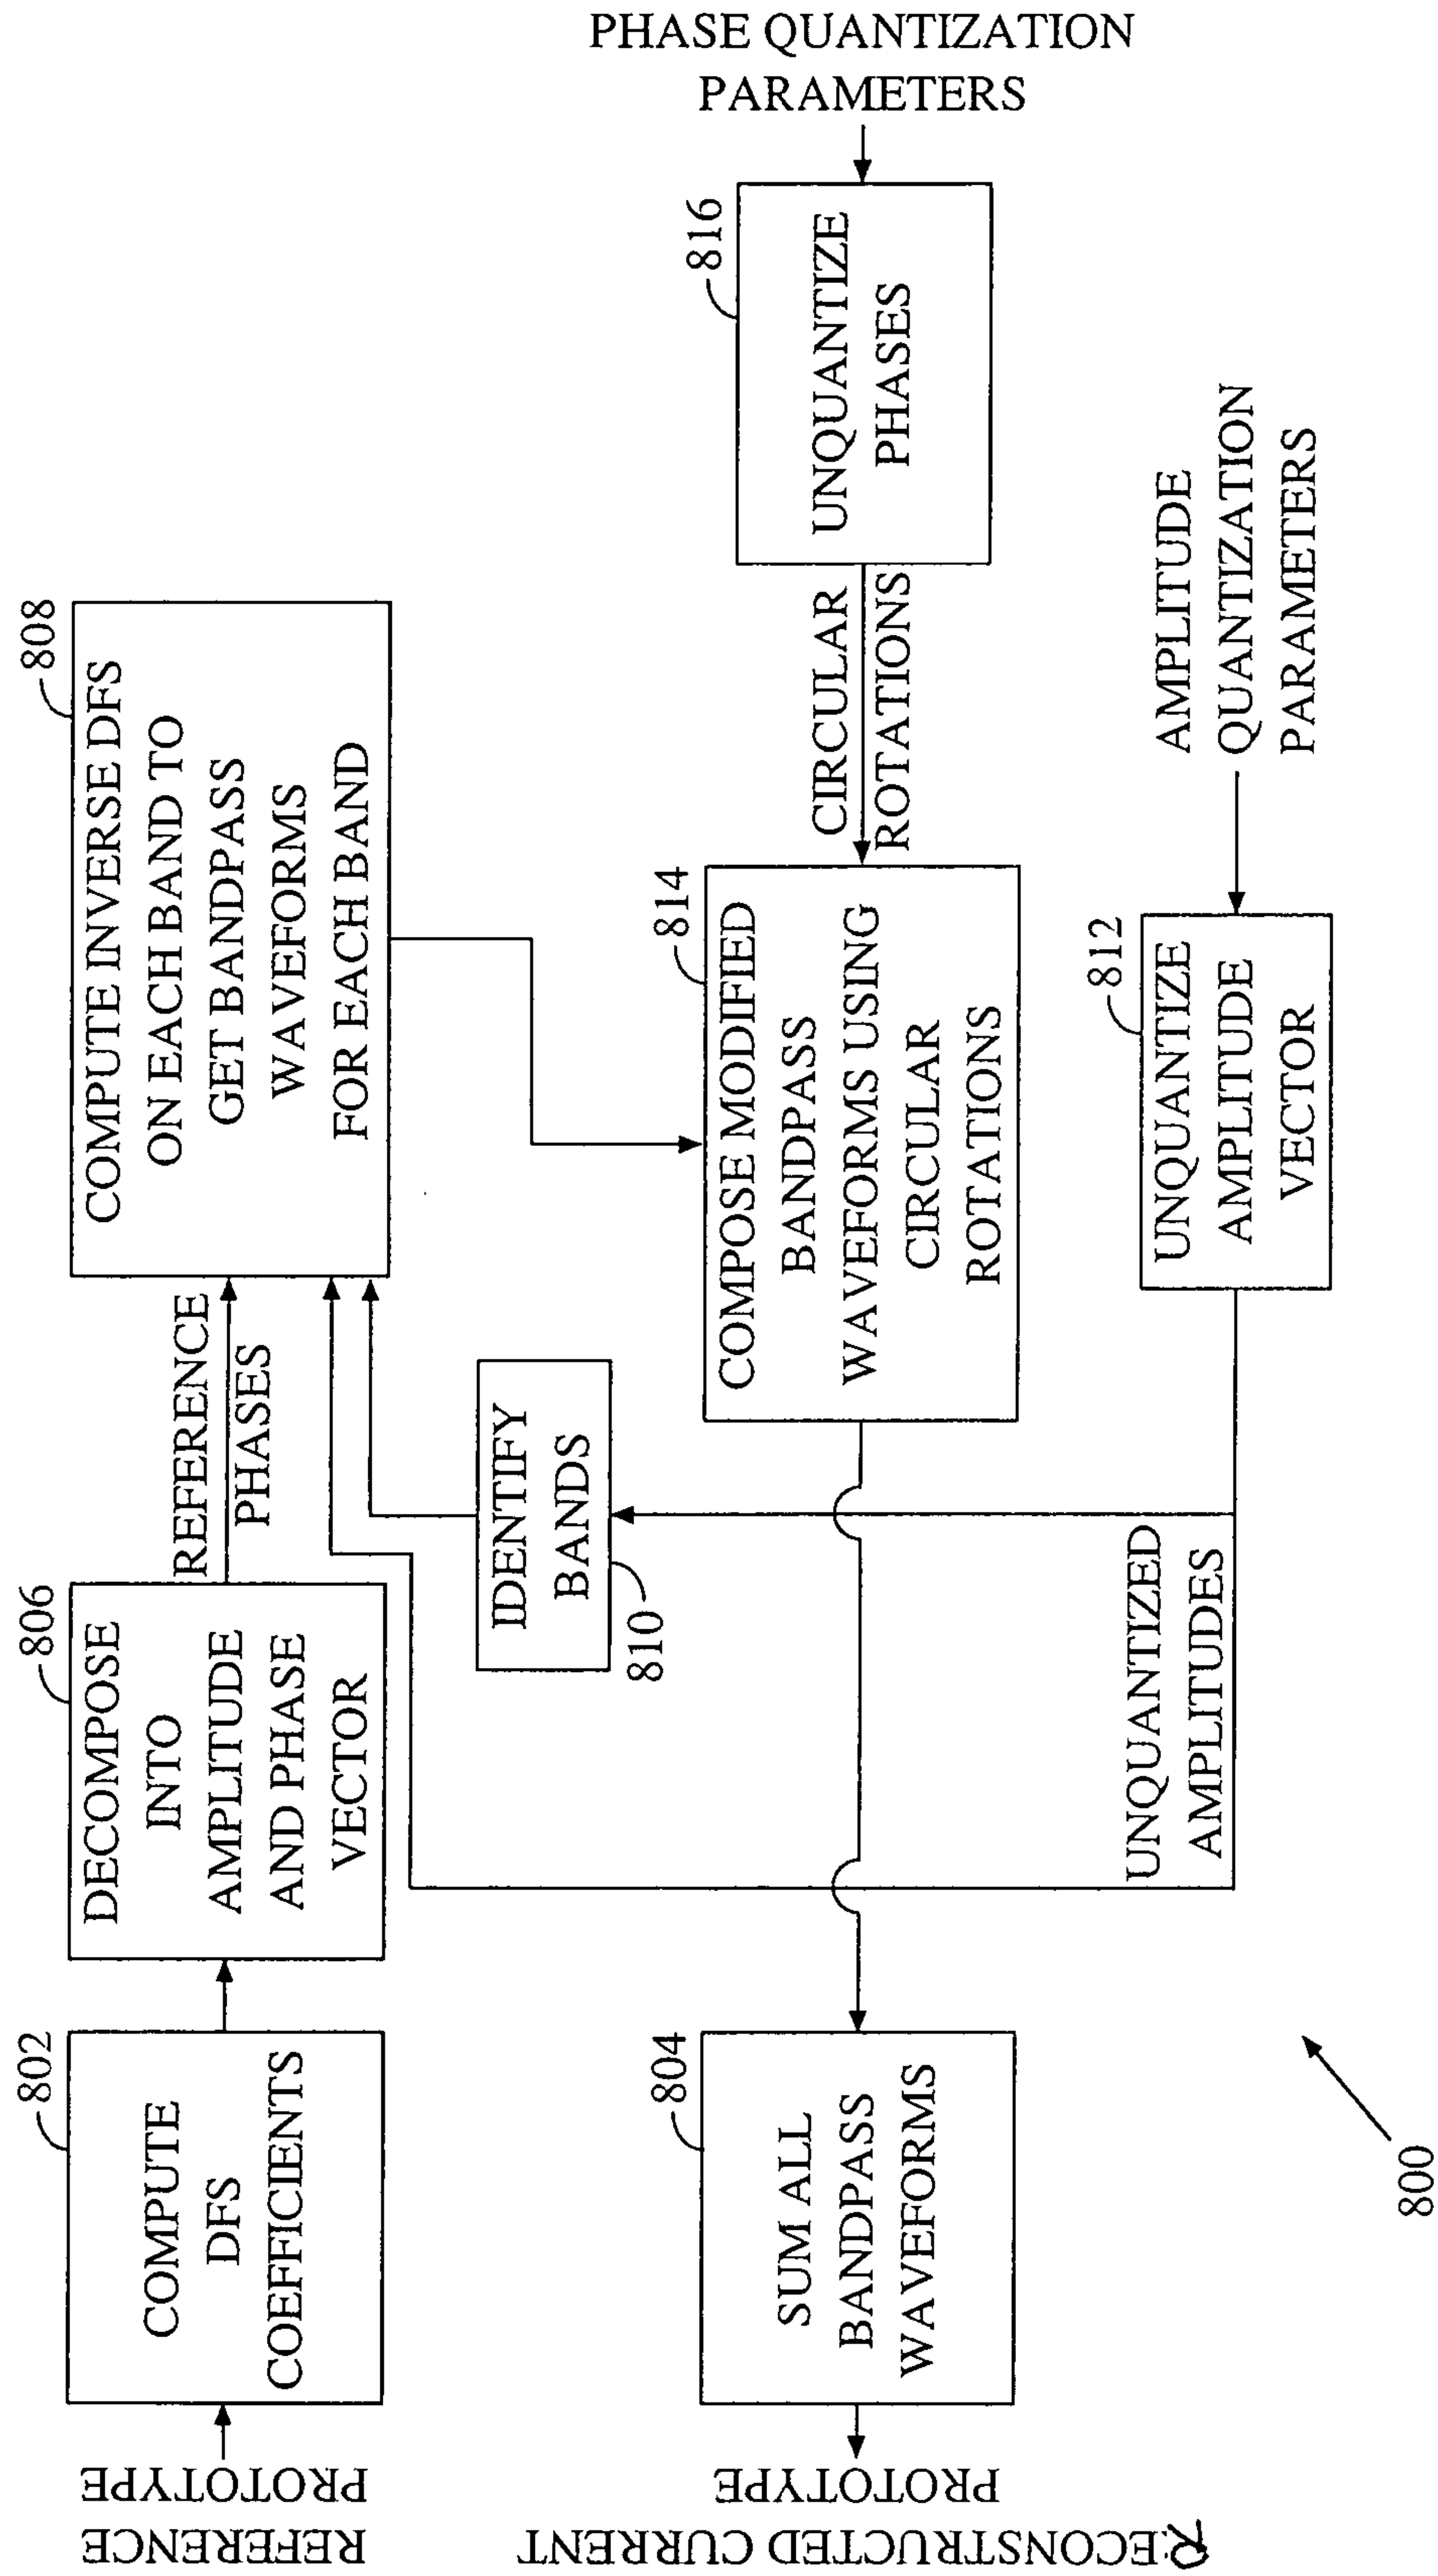 REFERENCE
PROTOTYPE
802
COMPUTE
DFS
COEFFICIENTS
806
DECOMPOSE
INTO
AMPLITUDE
AND PHASE
VECTOR
REFERENCE
PHASES
808
COMPUTE INVERSE DFS
ON EACH BAND TO
GET BANDPASS
WAVEFORMS
FOR EACH BAND
IDENTIFY
BANDS
810
RECONSTRUCTED CURRENT
PROTOTYPE
804
SUM ALL
BANDPASS
WAVEFORMS
814
COMPOSE MODIFIED
BANDPASS
WAVEFORMS USING
CIRCULAR
ROTATIONS
CIRCULAR
ROTATIONS
816
UNQUANTIZE
PHASES
PHASE QUANTIZATION
PARAMETERS
UNQUANTIZED
AMPLITUDES
812
UNQUANTIZE
AMPLITUDE
VECTOR
AMPLITUDE
QUANTIZATION
PARAMETERS
800